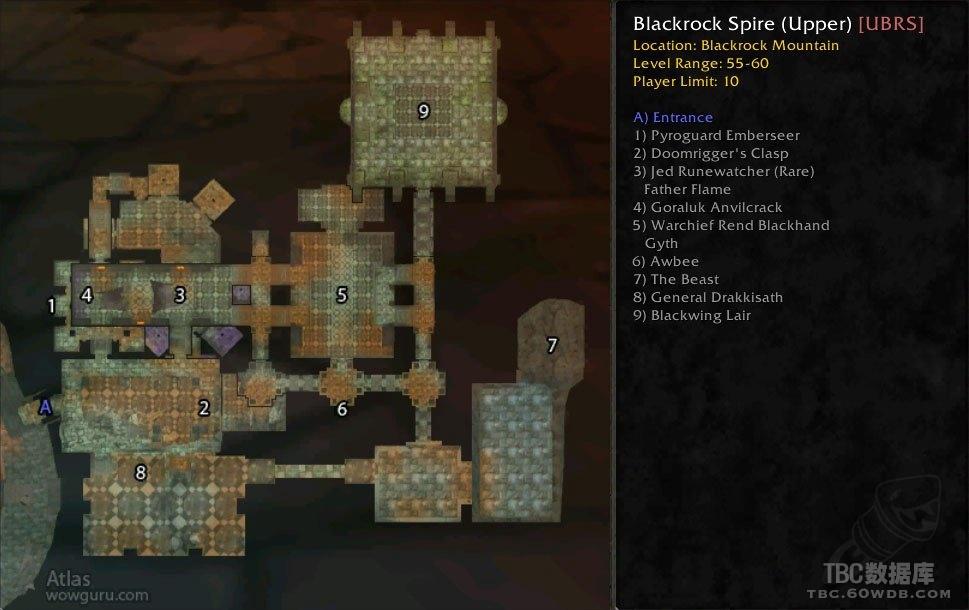 Blackrock Spire (Upper) [UBRS]
Location: Blackrock Mountain
Level Range: 55-60
Player Limit: 10
A) Entrance
1) Pyroguard Emberseer
2) Doomrigger's Clasp
3) Jed Runewatcher (Rare)
Father Flame
4) Goraluk Anvilcrack
5) Warchief Rend Blackhand
Gyth
6) Awbee
7) The Beast
8) General Drakkisath
9) Blackwing Lair
9
1
4
3
5
7
A
2
6
8
Atlas
wowguru.com
TBC数据库
TBC.60WDB.COM